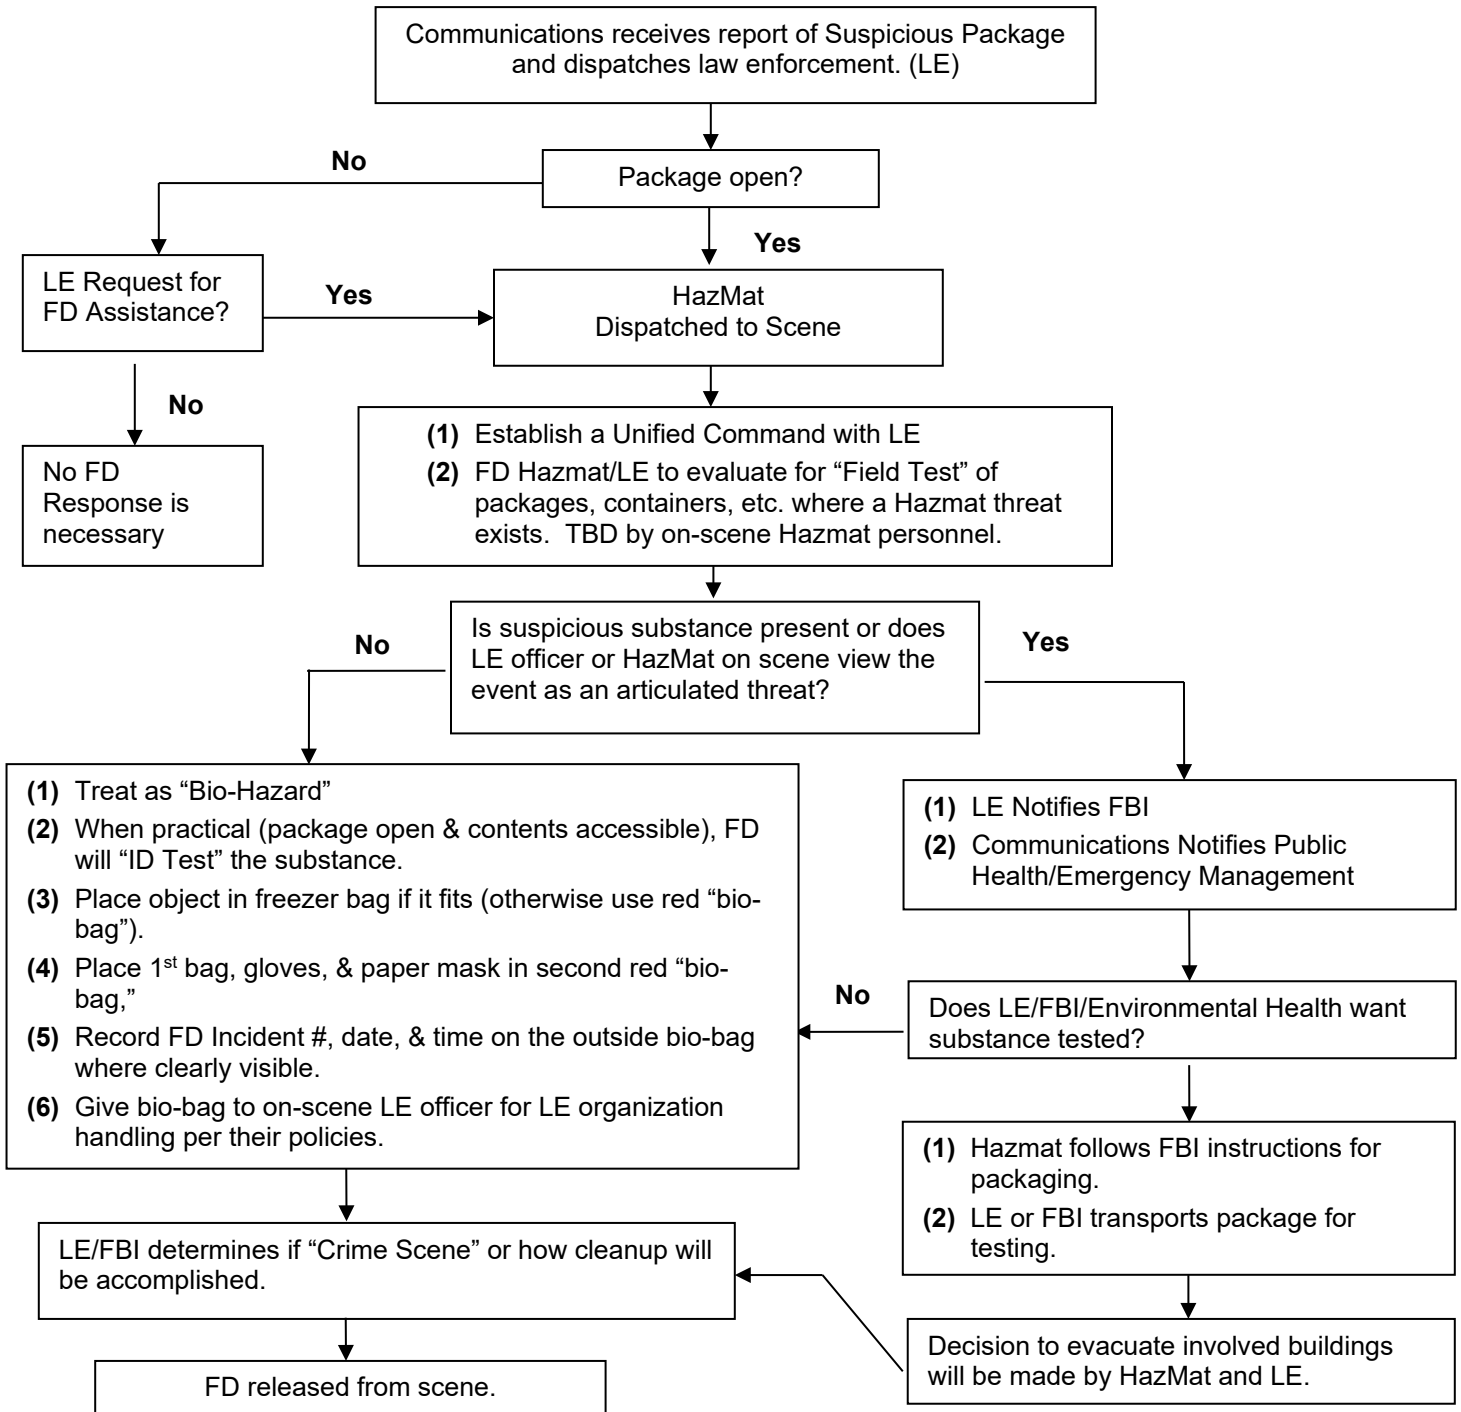 Communications receives report of Suspicious Package
and dispatches law enforcement. (LE)
No
Package open?
Yes
LE Request for
FD Assistance?
Yes
HazMat
Dispatched to Scene
No
No FD
Response is
necessary
(1) Establish a Unified Command with LE
(2) FD Hazmat/LE to evaluate for “Field Test” of
packages, containers, etc. where a Hazmat threat
exists.  TBD by on-scene Hazmat personnel.
No
Is suspicious substance present or does
LE officer or HazMat on scene view the
event as an articulated threat?
Yes
(1) Treat as “Bio-Hazard”
(2) When practical (package open & contents accessible), FD
will “ID Test” the substance.
(3) Place object in freezer bag if it fits (otherwise use red “bio-
bag”).
(4) Place 1st bag, gloves, & paper mask in second red “bio-
bag,”
(5) Record FD Incident #, date, & time on the outside bio-bag
where clearly visible.
(6) Give bio-bag to on-scene LE officer for LE organization
handling per their policies.
(1) LE Notifies FBI
(2) Communications Notifies Public
Health/Emergency Management
No
Does LE/FBI/Environmental Health want
substance tested?
(1) Hazmat follows FBI instructions for
packaging.
(2) LE or FBI transports package for
testing.
LE/FBI determines if “Crime Scene” or how cleanup will
be accomplished.
Decision to evacuate involved buildings
will be made by HazMat and LE.
FD released from scene.